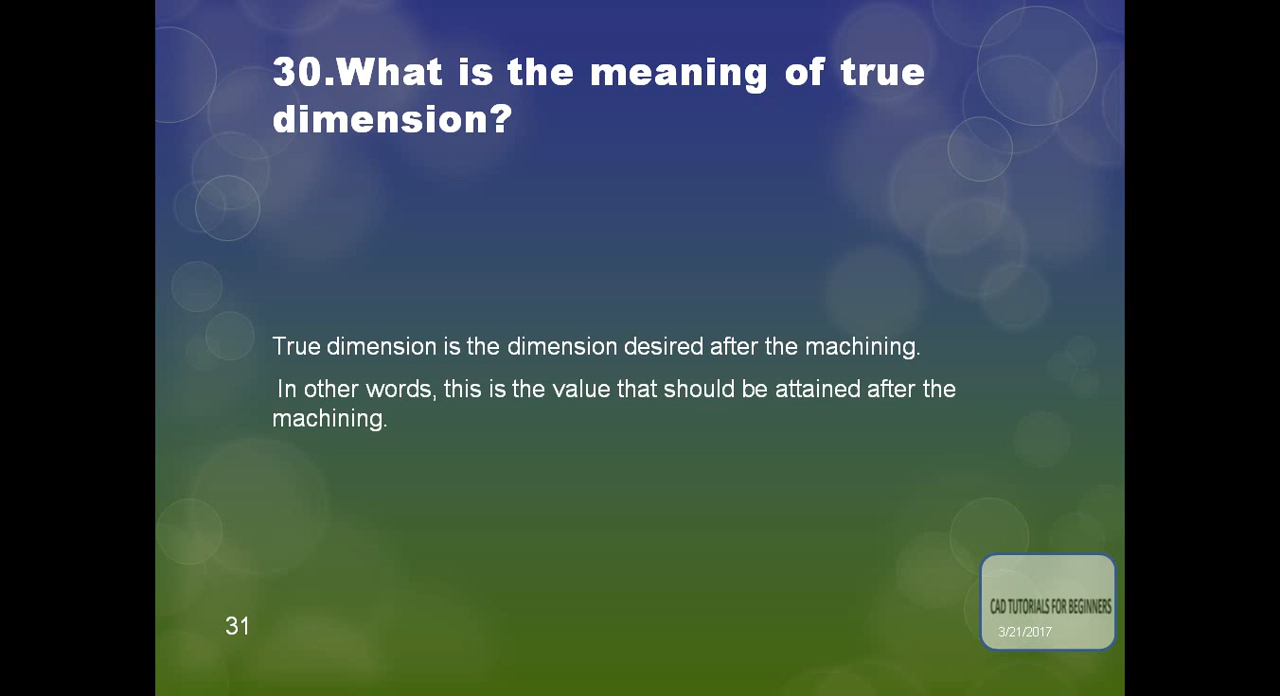 30.What is the meaning of true
dimension?
True dimension is the dimension desired after the machining.
In other words, this is the value that should be attained after the
machining.
CAD TUTORIALS FOR BEGINNERS
31
3/21/2017